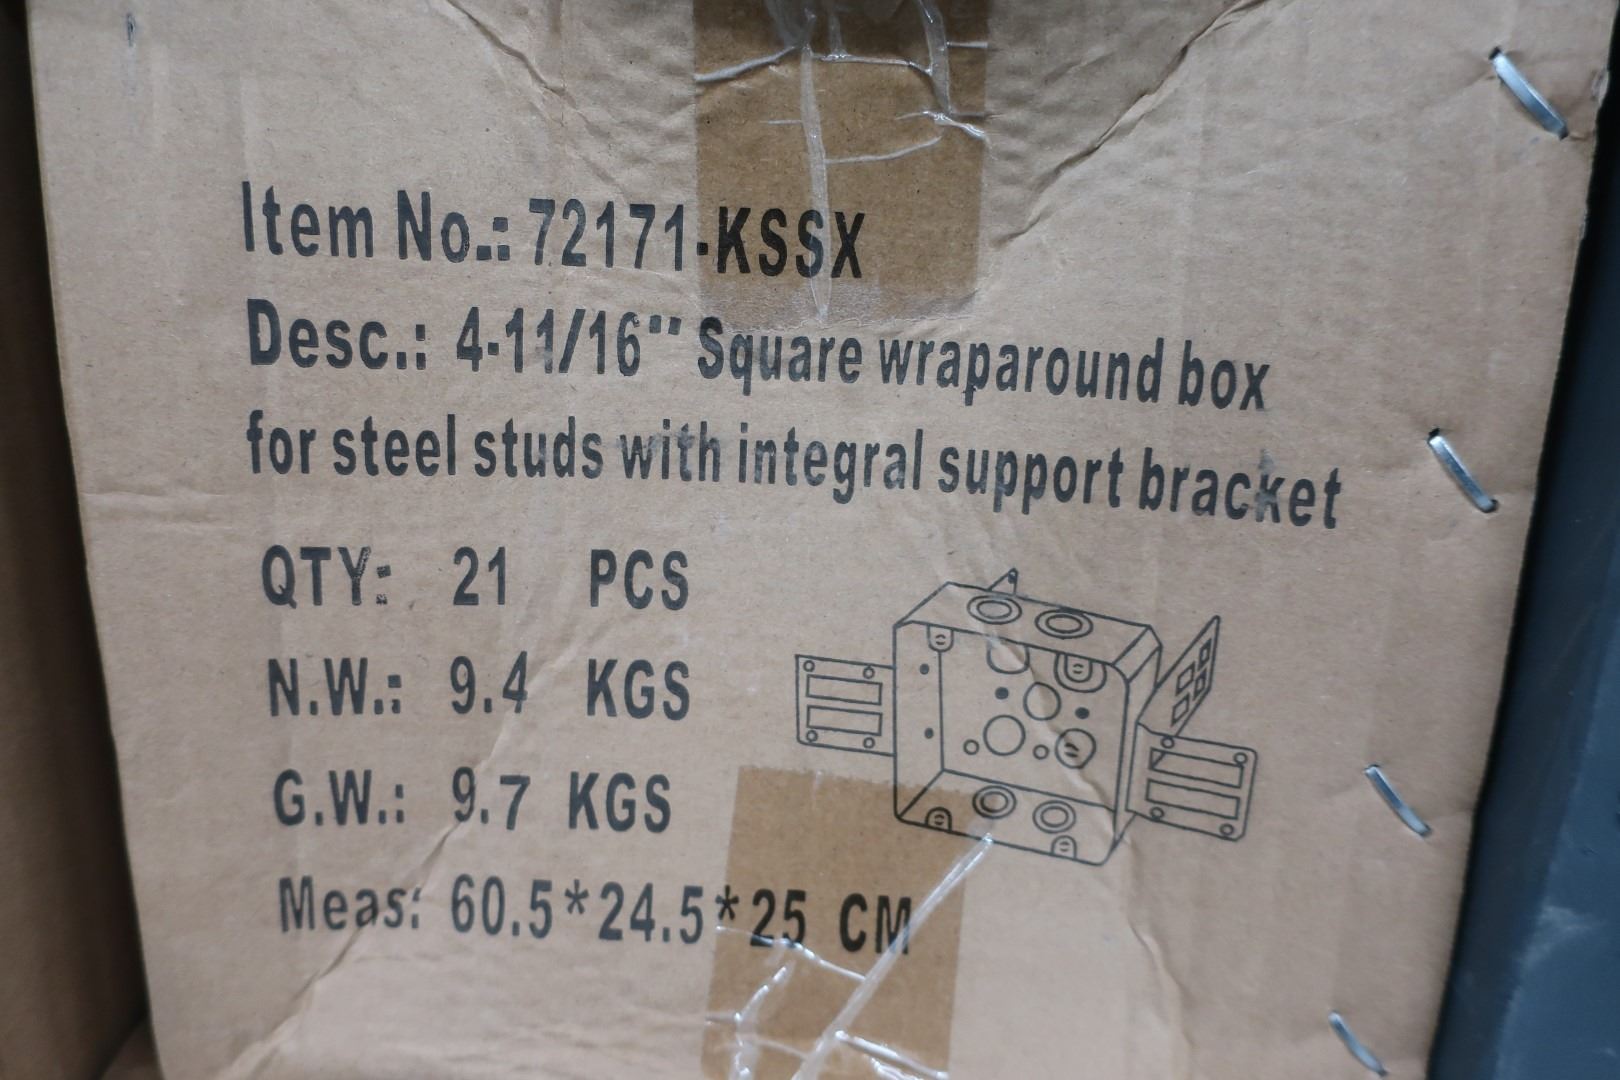 Item No.: 72171-KSSX
Desc.: 4-11/16" Square wraparound box
for steel studs with integral support bracket
QTY: 21 PCS
N.W.: 9.4 KGS
G.W.: 9.7 KGS
Meas: 60.5*24.5*25 CM